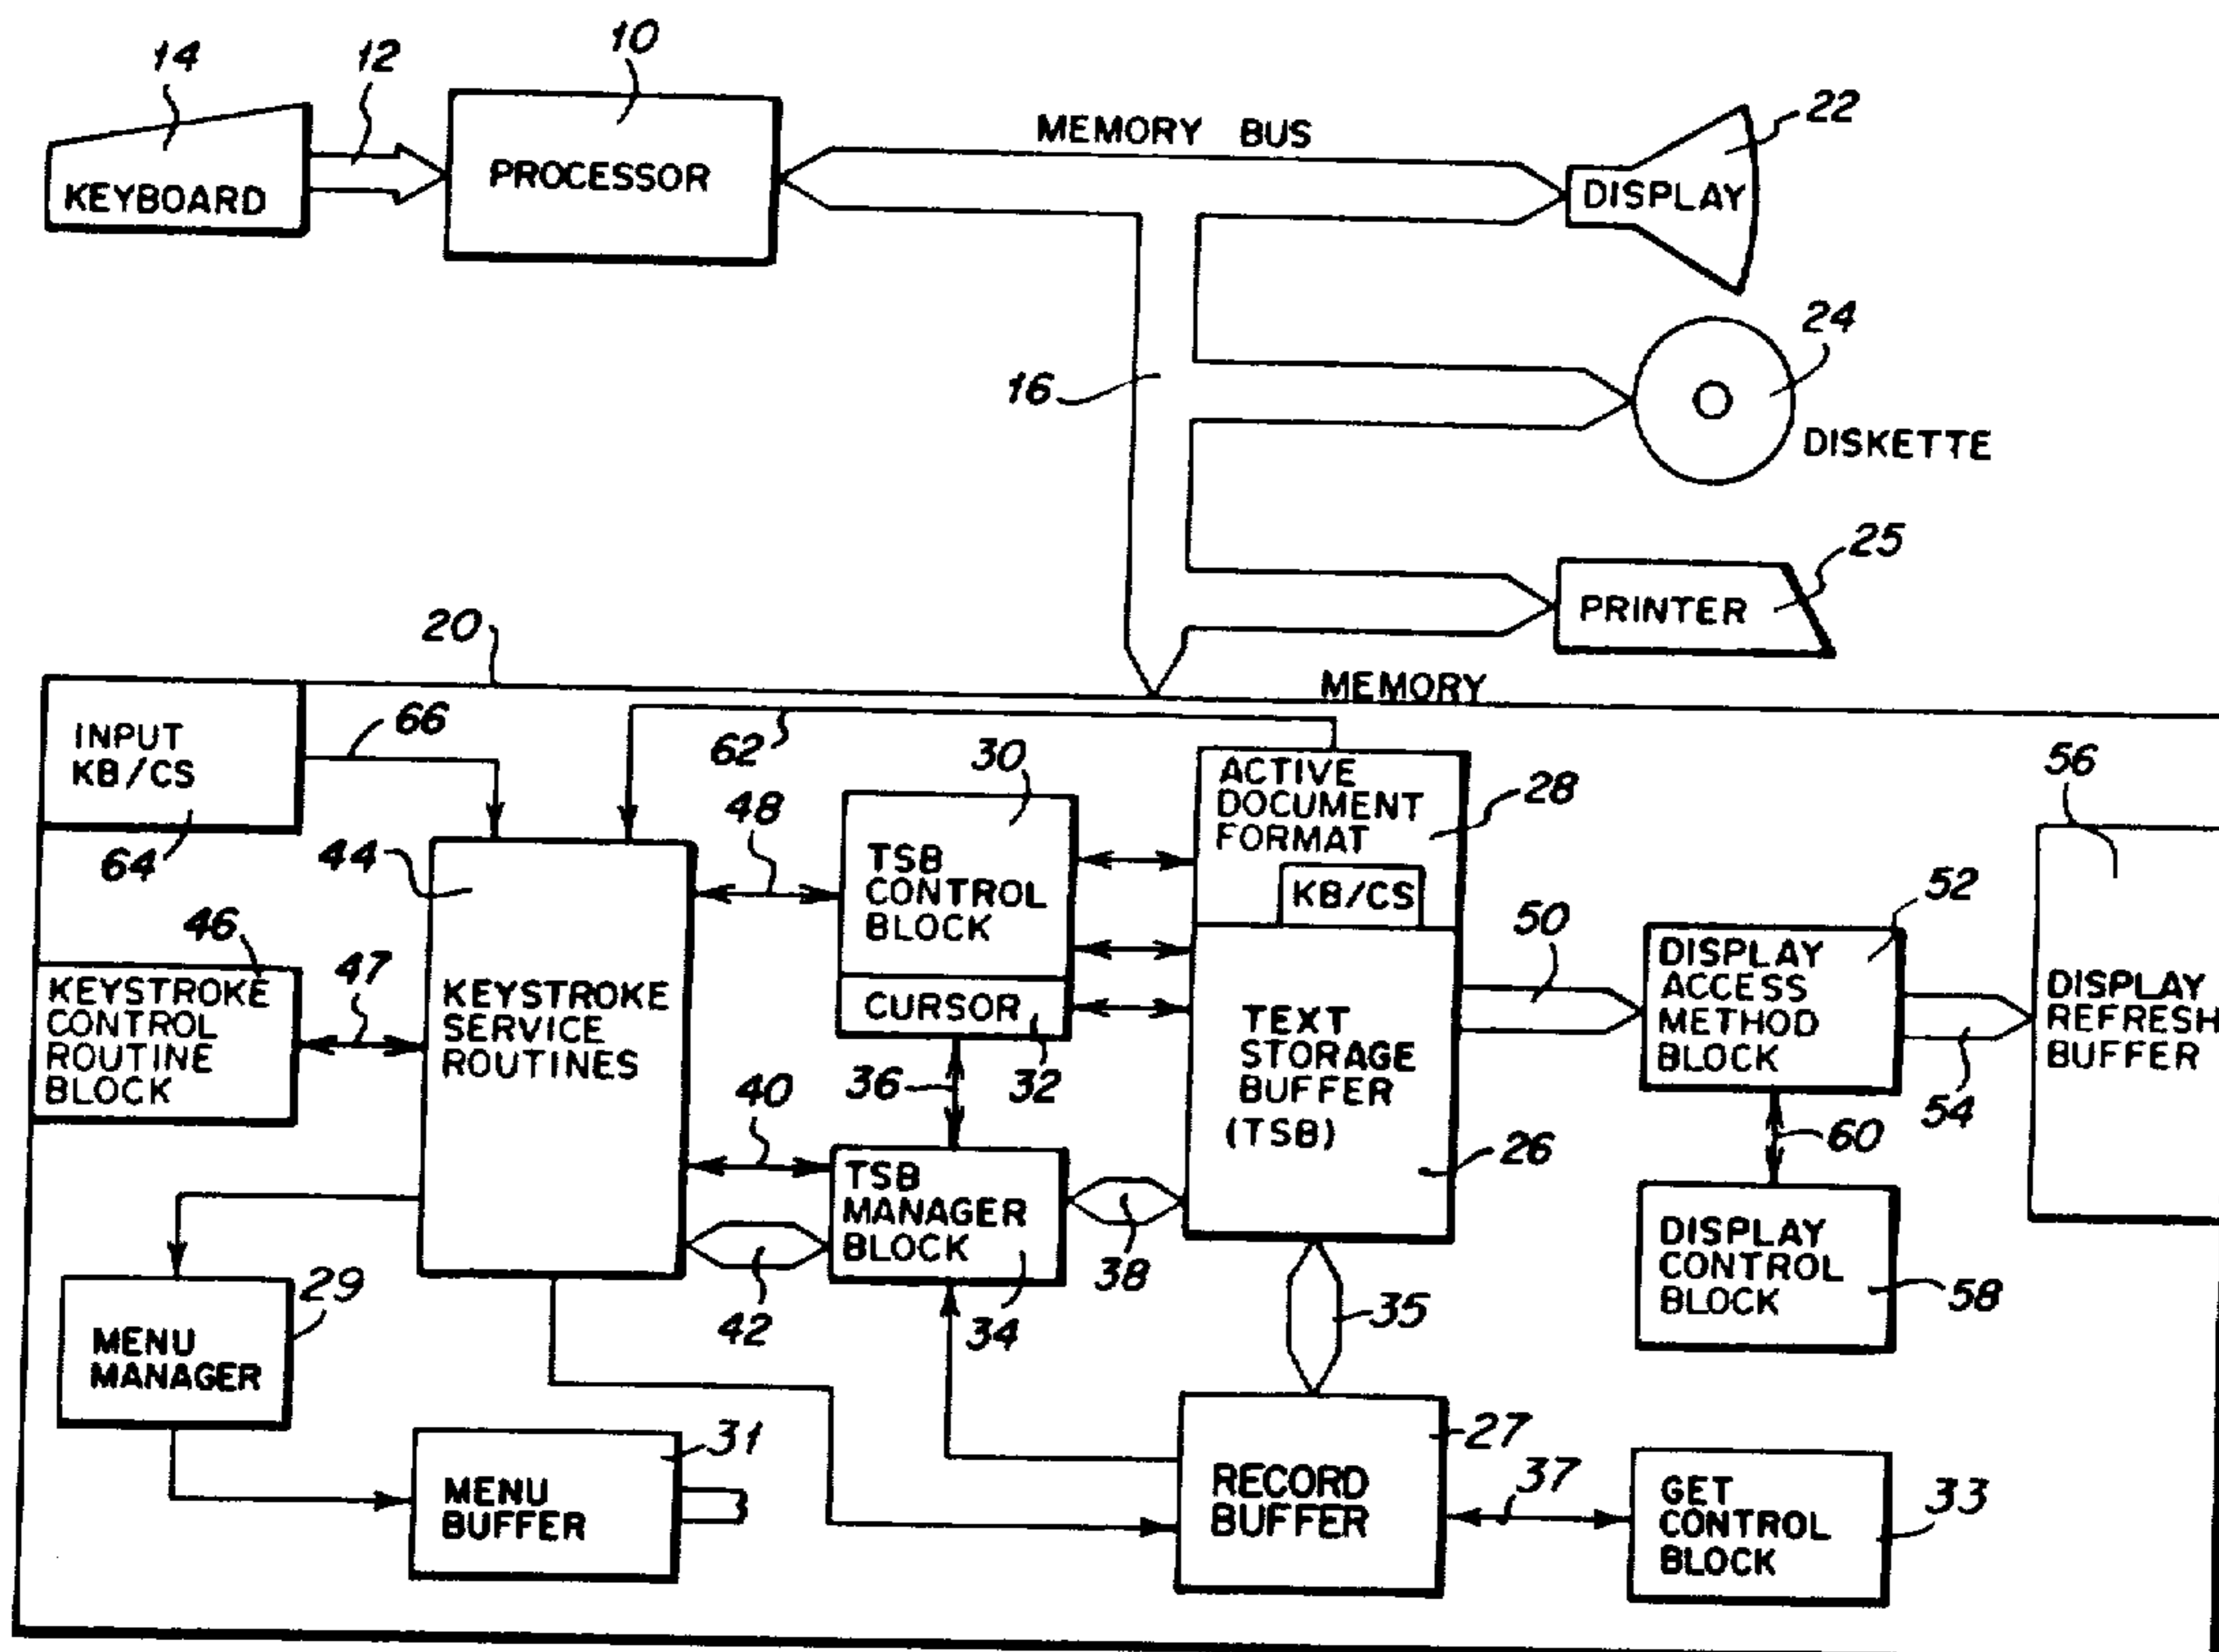 14
12
10
MEMORY BUS
22
KEYBOARD
PROCESSOR
DISPLAY
24
16
DISKETTE
25
PRINTER
20
MEMORY
INPUT
KB/CS
66
62
30
64
44
48
ACTIVE
DOCUMENT
FORMAT
KB/CS
28
56
TSB
CONTROL
BLOCK
CURSOR
46
47
KEYSTROKE
CONTROL
ROUTINE
BLOCK
KEYSTROKE
SERVICE
ROUTINES
50
52
DISPLAY
ACCESS
METHOD
BLOCK
DISPLAY
REFRESH
BUFFER
TEXT
STORAGE
BUFFER
(TSB)
36
32
40
60
54
26
TSB
MANAGER
BLOCK
38
42
34
35
DISPLAY
CONTROL
BLOCK
58
29
MENU
MANAGER
31
MENU
BUFFER
27
RECORD
BUFFER
37
GET
CONTROL
BLOCK
33